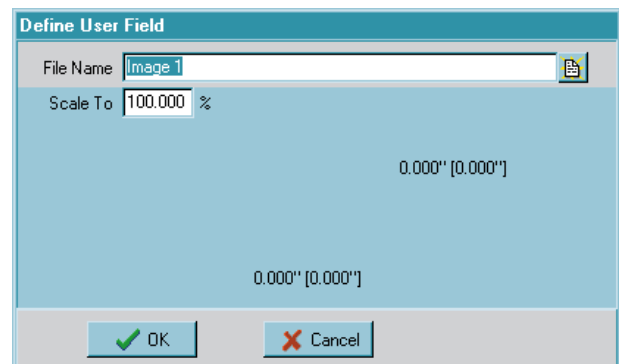 Define User Field
File Name Image 1
Scale To 100.000 %
0.000'' [0.000'']
0.000'' [0.000'']
OK Cancel